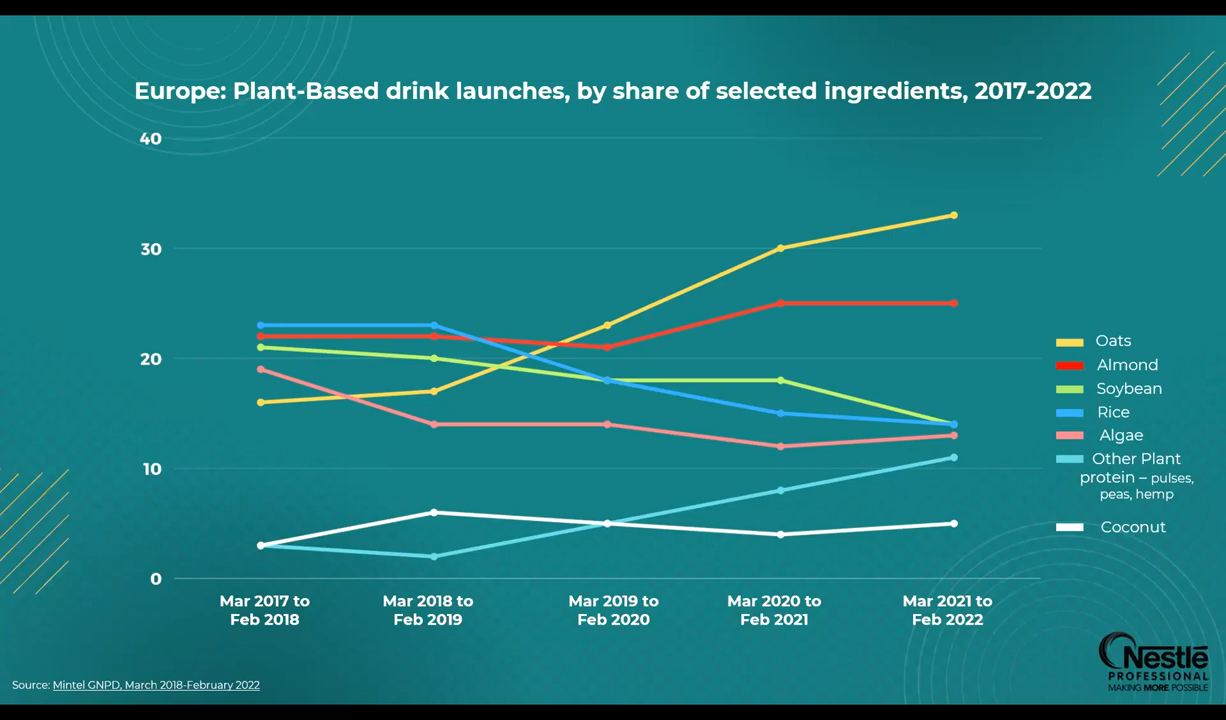 Europe: Plant-Based drink launches, by share of selected ingredients, 2017-2022
40
30
20
10
0
Mar 2017 to
Feb 2018
Mar 2018 to
Feb 2019
Mar 2019 to
Feb 2020
Mar 2020 to
Feb 2021
Mar 2021 to
Feb 2022
Oats
Almond
Soybean
Rice
Algae
Other Plant
protein – pulses,
peas, hemp
Coconut
Source: Mintel GNPD, March 2018-February 2022
Nestlé
PROFESSIONAL
MAKING MORE POSSIBLE